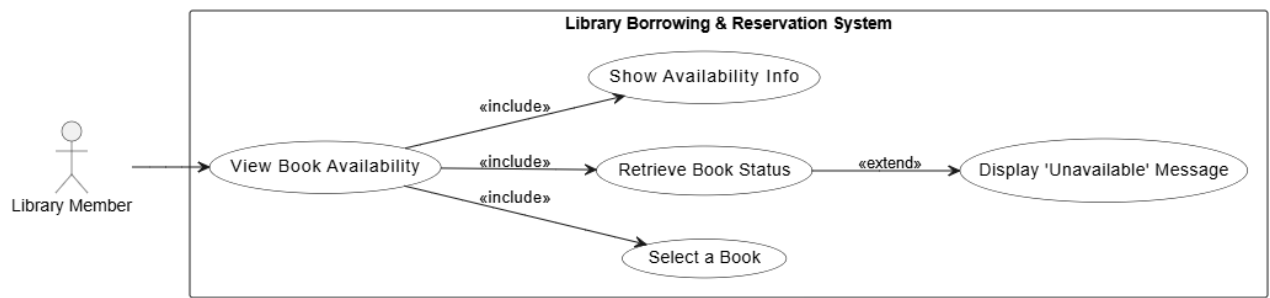 Library Borrowing & Reservation System
Show Availability Info
«include»
View Book Availability
«include»
Retrieve Book Status
«extend»
Display 'Unavailable' Message
«include»
Select a Book
Library Member